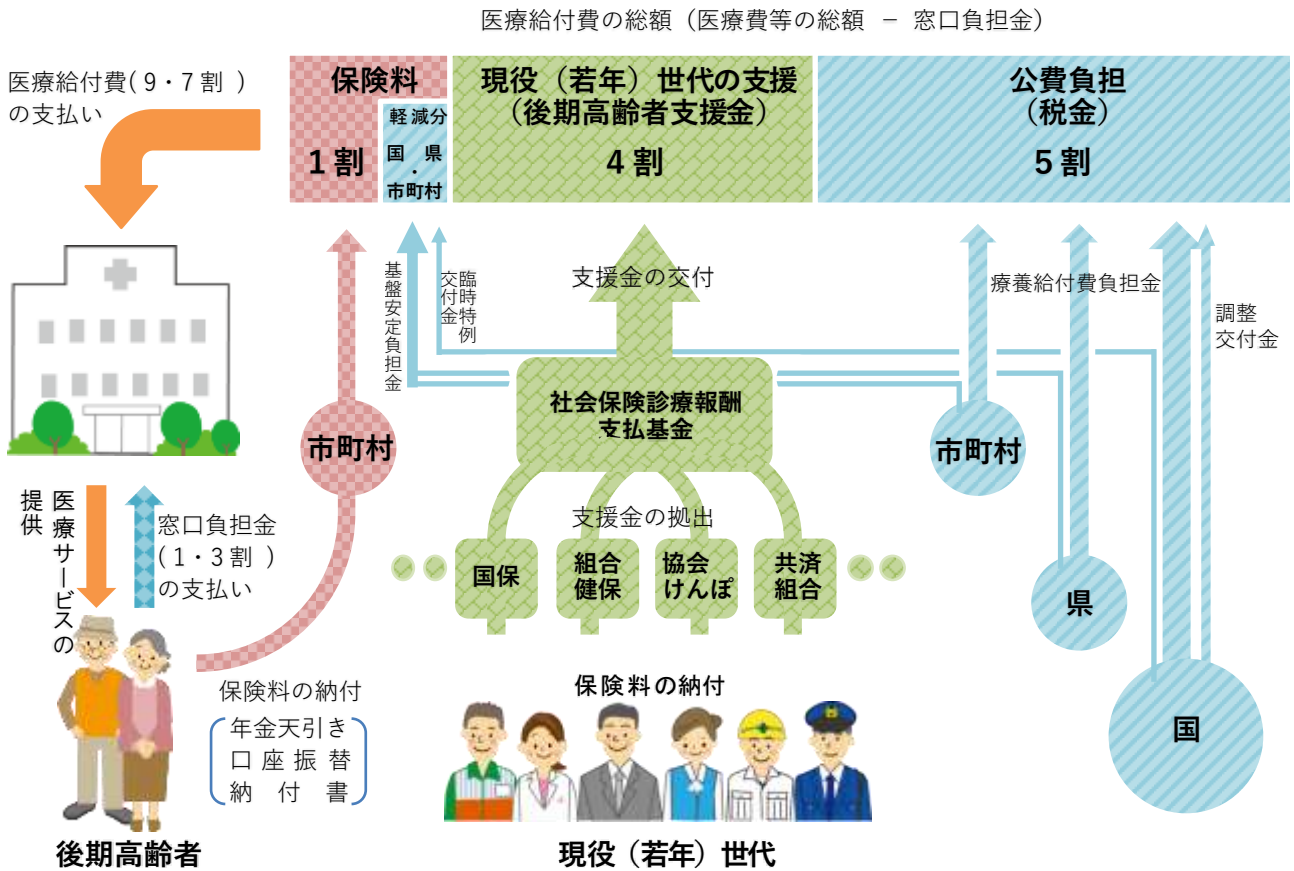 医療給付費の総額（医療費等の総額 － 窓口負担金）
医療給付費(９・７割 )
の支払い
保険料
１割
軽減分
国 県
・
市町村
現役（若年）世代の支援
（後期高齢者支援金）
４割
公費負担
（税金）
５割
基盤安定負担金
臨時特例
交付金
支援金の交付
療養給付費負担金
調整
交付金
社会保険診療報酬
支払基金
市町村
市町村
医療サービスの
提供
窓口負担金
(１・３割 )
の支払い
支援金の拠出
国保
組合
健保
協会
けんぽ
共済
組合
県
国
保険料の納付
年金天引き
口座振替
納付書
保険料の納付
後期高齢者
現役（若年）世代